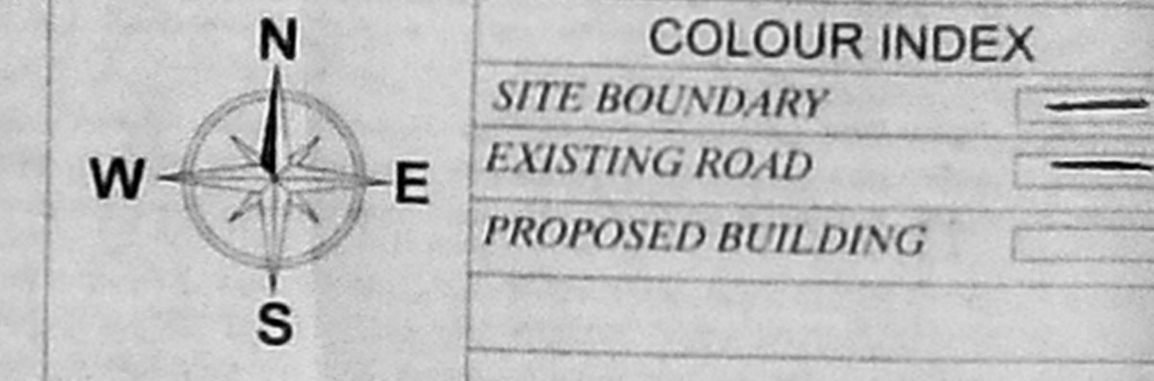 N
W E
S
COLOUR INDEX
SITE BOUNDARY
EXISTING ROAD
PROPOSED BUILDING